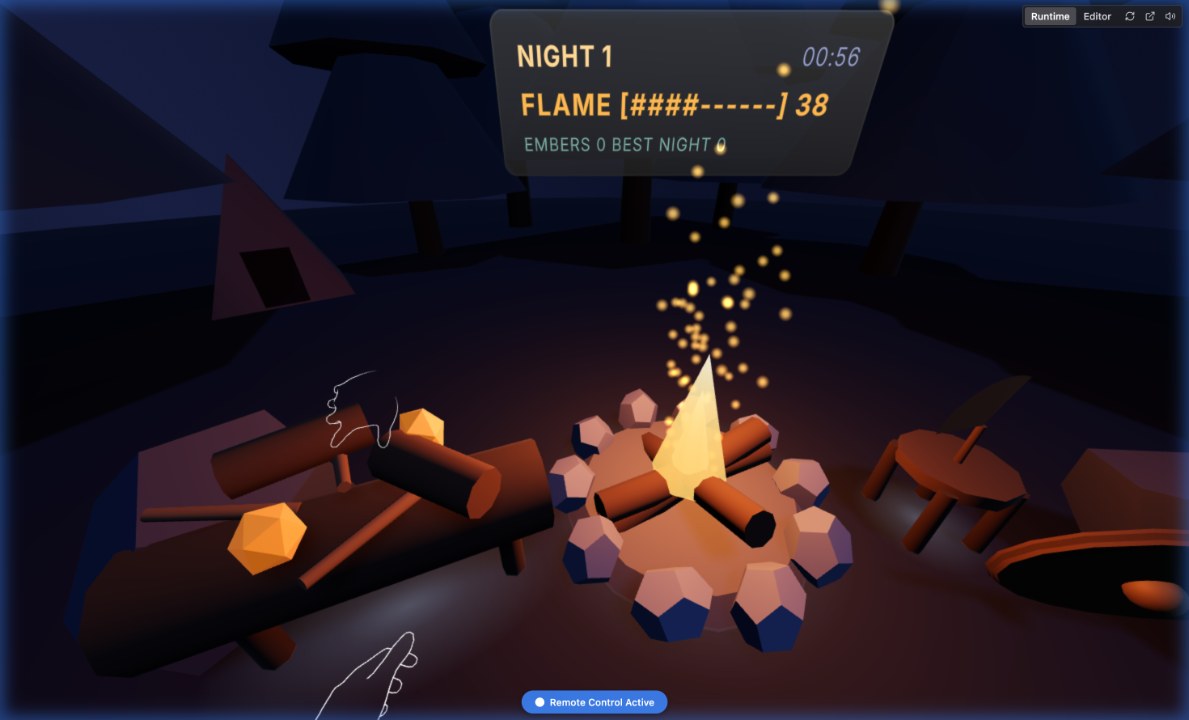 Runtime Editor
NIGHT 1 00:56
FLAME [####------] 38
EMBERS 0 BEST NIGHT 0
Remote Control Active